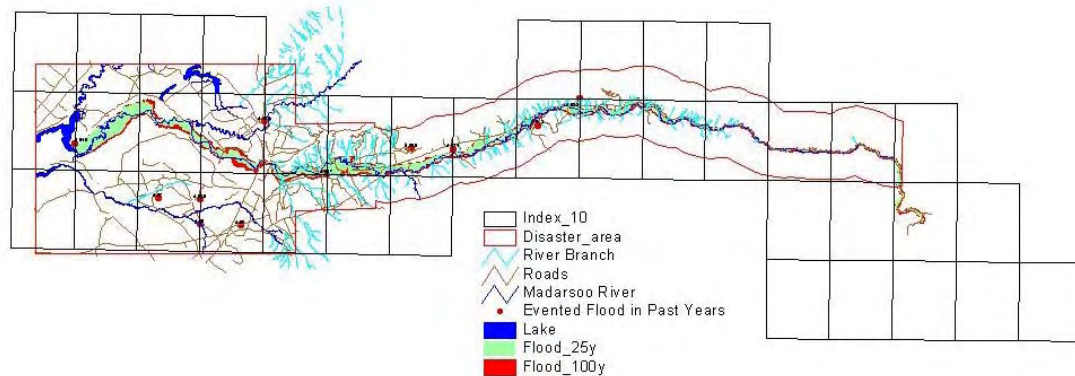 Index_10
Disaster_area
River Branch
Roads
Madarsoo River
Evented Flood in Past Years
Lake
Flood_25y
Flood_100y